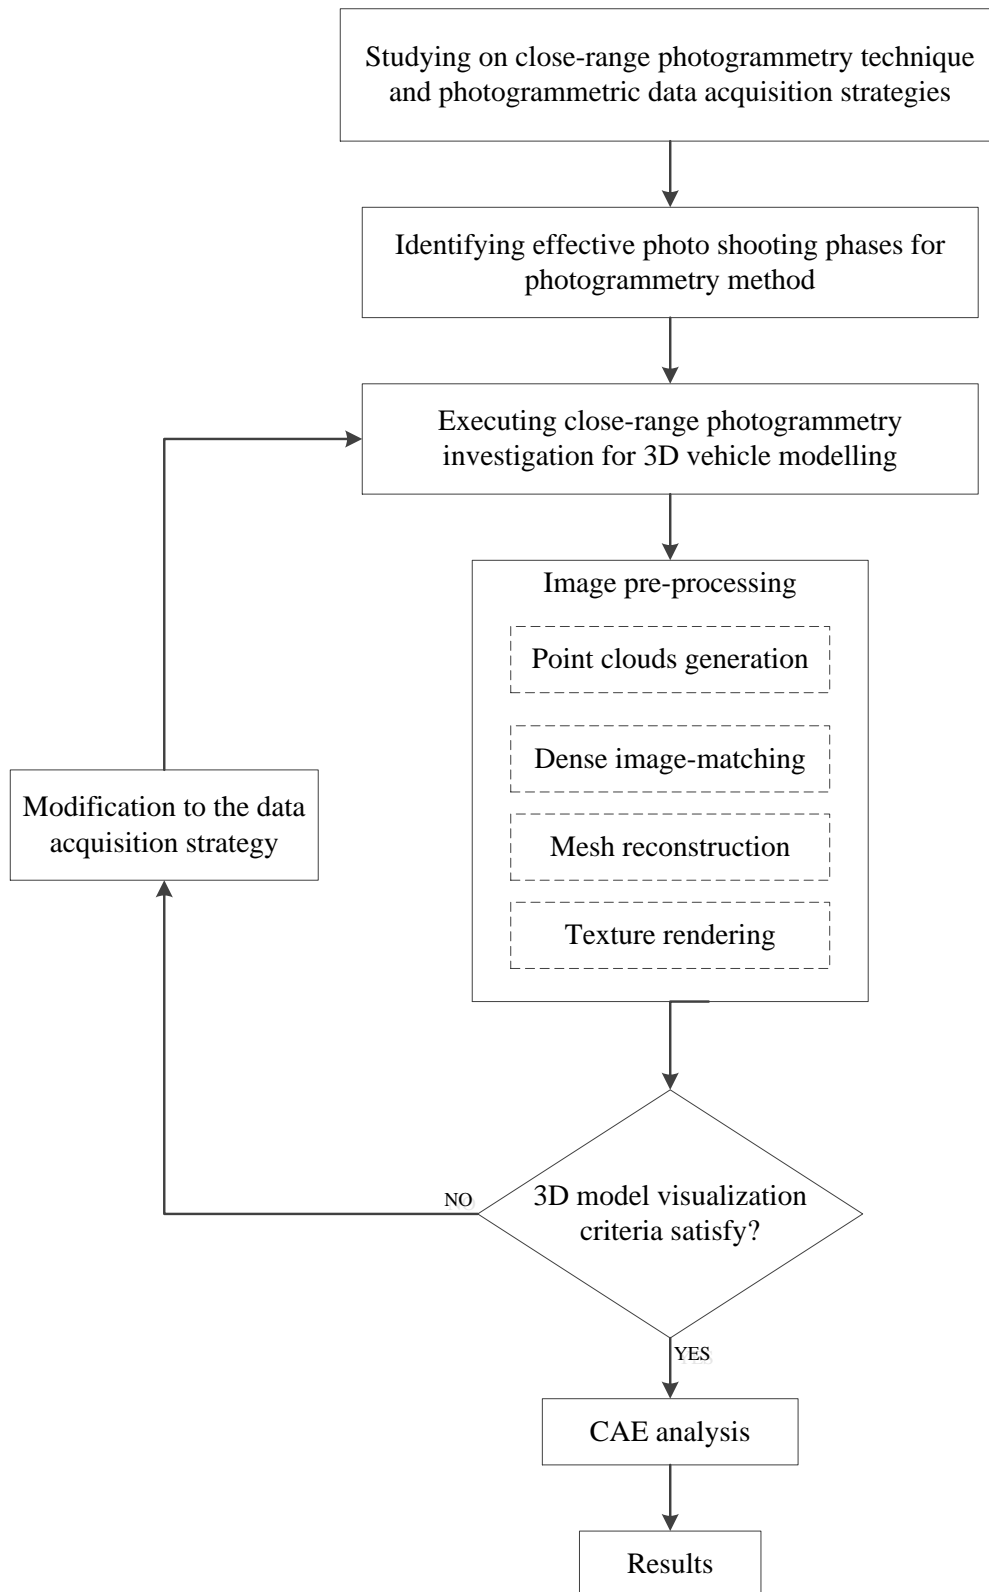 Studying on close-range photogrammetry technique
and photogrammetric data acquisition strategies
Identifying effective photo shooting phases for
photogrammetry method
Executing close-range photogrammetry
investigation for 3D vehicle modelling
Image pre-processing
Point clouds generation
Dense image-matching
Mesh reconstruction
Texture rendering
Modification to the data
acquisition strategy
NO
3D model visualization
criteria satisfy?
YES
CAE analysis
Results